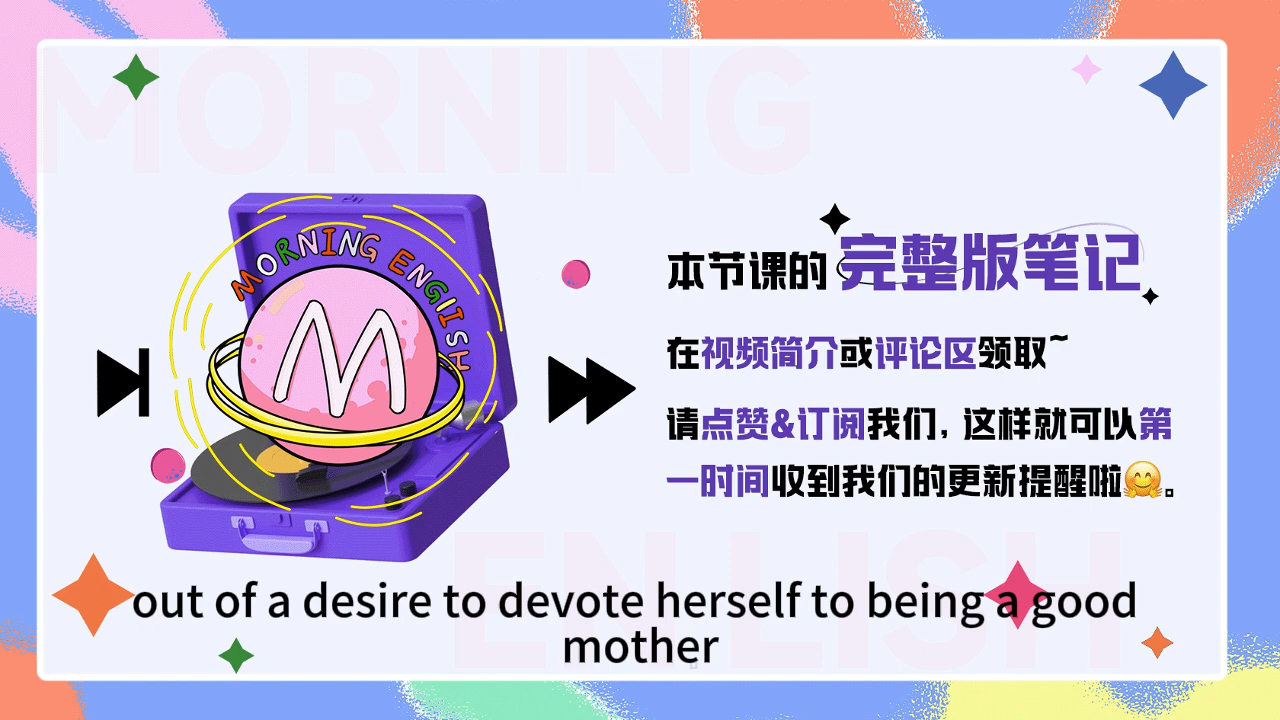 MORNING
MORNING ENGLISH
M
本节课的 完整版笔记
在视频简介或评论区领取~
请点赞&订阅我们, 这样就可以第
一时间收到我们的更新提醒啦🤗。
ENLISH
out of a desire to devote herself to being a good
mother